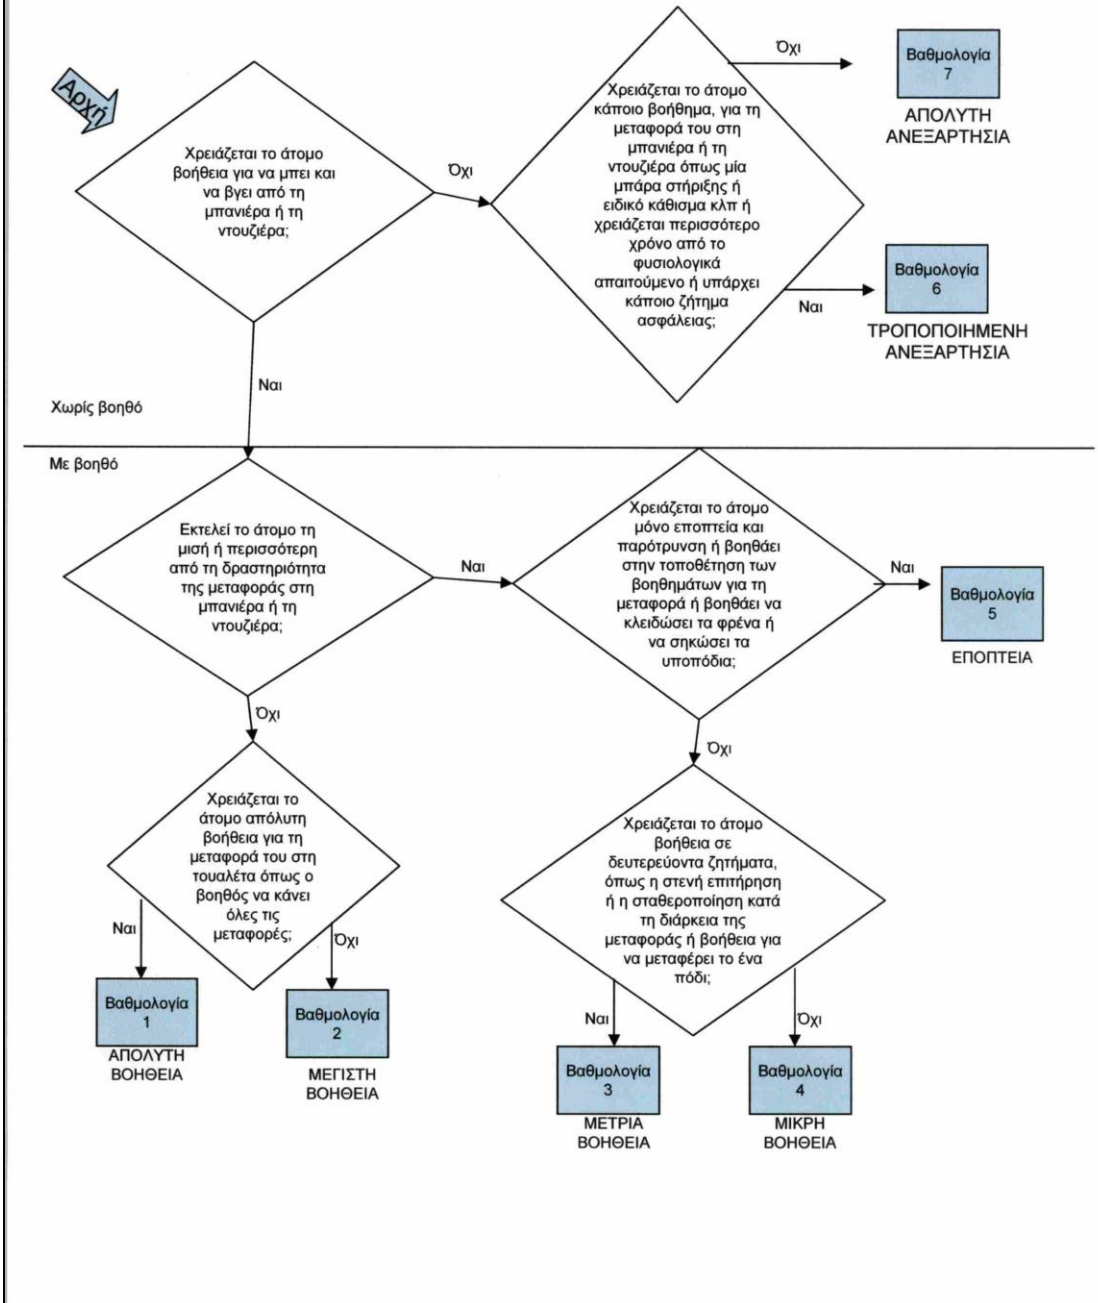 Αρχή
Χρειάζεται το άτομο
βοήθεια για να μπει και
να βγει από τη
μπανιέρα ή τη
ντουζιέρα;
Όχι
Χρειάζεται το άτομο
κάποιο βοήθημα, για τη
μεταφορά του στη
μπανιέρα ή τη
ντουζιέρα όπως μία
μπάρα στήριξης ή
ειδικό κάθισμα κλπ ή
χρειάζεται περισσότερο
χρόνο από το
φυσιολογικά
απαιτούμενο ή υπάρχει
κάποιο ζήτημα
ασφάλειας;
Όχι
Βαθμολογία
7
ΑΠΟΛΥΤΗ
ΑΝΕΞΑΡΤΗΣΙΑ
Ναι
Βαθμολογία
6
ΤΡΟΠΟΠΟΙΗΜΕΝΗ
ΑΝΕΞΑΡΤΗΣΙΑ
Ναι
Χωρίς βοηθό
Με βοηθό
Εκτελεί το άτομο τη
μισή ή περισσότερη
από τη δραστηριότητα
της μεταφοράς στη
μπανιέρα ή τη
ντουζιέρα;
Ναι
Χρειάζεται το άτομο
μόνο εποπτεία και
παρότρυνση ή βοηθάει
στην τοποθέτηση των
βοηθημάτων για τη
μεταφορά ή βοηθάει να
κλειδώσει τα φρένα ή
να σηκώσει τα
υποπόδια;
Ναι
Βαθμολογία
5
ΕΠΟΠΤΕΙΑ
Όχι
Χρειάζεται το
άτομο απόλυτη
βοήθεια για τη
μεταφορά του στη
τουαλέτα όπως ο
βοηθός να κάνει
όλες τις
μεταφορές;
Ναι
Βαθμολογία
1
ΑΠΟΛΥΤΗ
ΒΟΗΘΕΙΑ
Όχι
Βαθμολογία
2
ΜΕΓΙΣΤΗ
ΒΟΗΘΕΙΑ
Όχι
Χρειάζεται το άτομο
βοήθεια σε
δευτερεύοντα ζητήματα,
όπως η στενή επιτήρηση
ή η σταθεροποίηση κατά
τη διάρκεια της
μεταφοράς ή βοήθεια για
να μεταφέρει το ένα
πόδι;
Ναι
Βαθμολογία
3
ΜΕΤΡΙΑ
ΒΟΗΘΕΙΑ
Όχι
Βαθμολογία
4
ΜΙΚΡΗ
ΒΟΗΘΕΙΑ